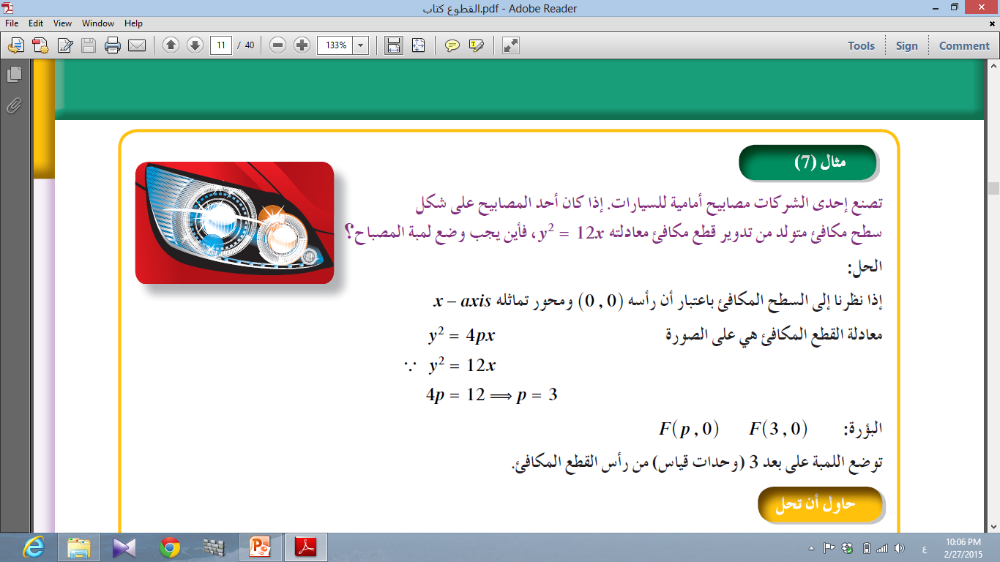 القطوع كتاب.pdf - Adobe Reader
File Edit View Window Help
11 / 40 133% Tools Sign Comment
مثال (7)
تصنع إحدى الشركات مصابيح أمامية للسيارات. إذا كان أحد المصابيح على شكل
سطح مكافئ متولد من تدوير قطع مكافئ معادلته y² = 12x ، فأين يجب وضع لمبة المصباح؟
الحل:
إذا نظرنا إلى السطح المكافئ باعتبار أن رأسه (0 , 0) ومحور تماثله x – axis
معادلة القطع المكافئ هي على الصورة y² = 4px
∵ y² = 12x
4p = 12 ⟹ p = 3
البؤرة: F(3 , 0) F(p , 0)
توضع اللمبة على بعد 3 (وحدات قياس) من رأس القطع المكافئ.
حاول أن تحل
ع 10:06 PM
2/27/2015